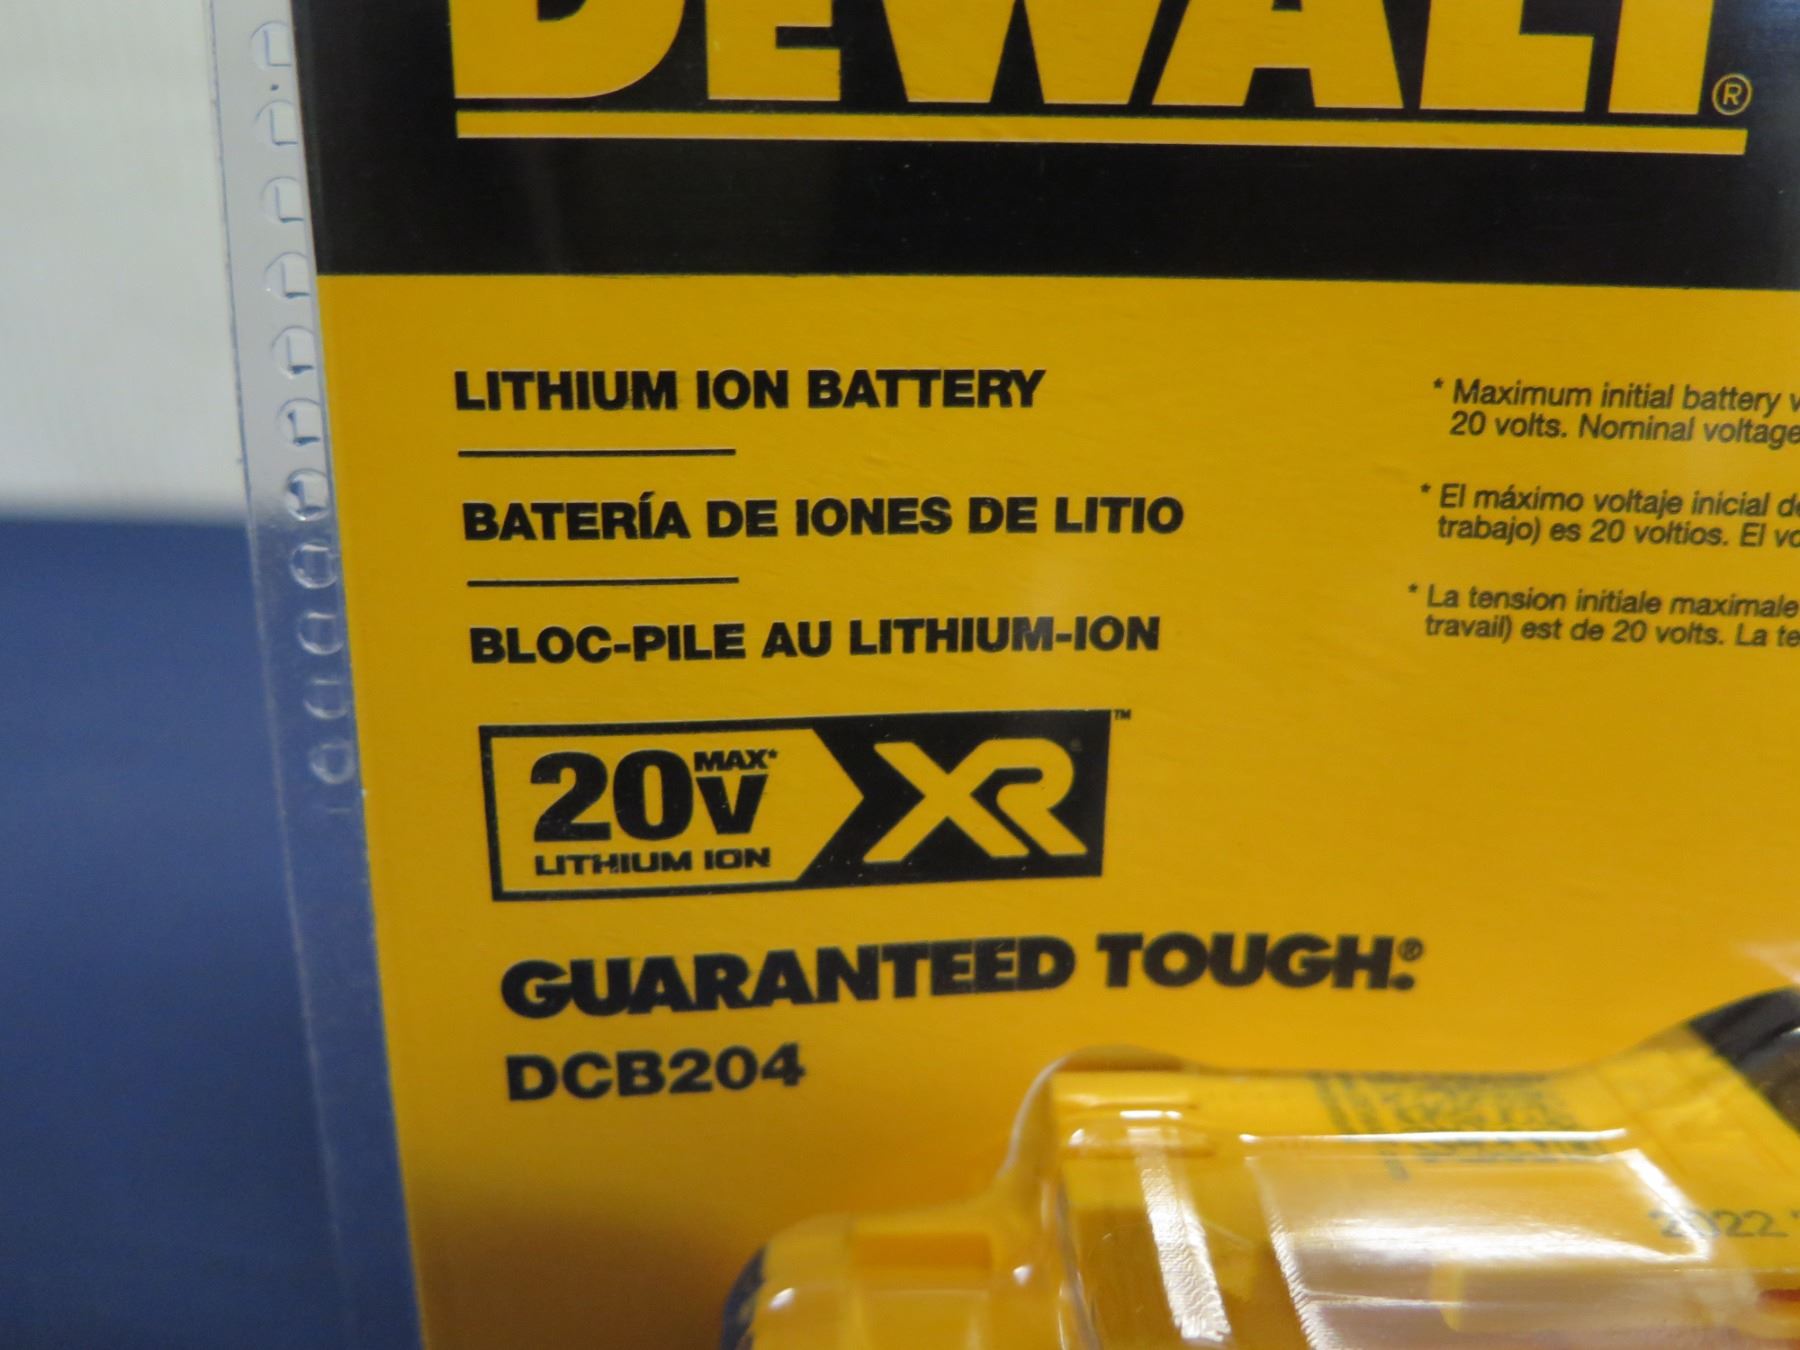 DEWALT®
LITHIUM ION BATTERY
BATERÍA DE IONES DE LITIO
BLOC-PILE AU LITHIUM-ION
20V MAX* XR™
LITHIUM ION
GUARANTEED TOUGH.®
DCB204
* Maximum initial battery
20 volts. Nominal voltage
* El máximo voltaje inicial
trabajo) es 20 voltios. El
* La tension initiale maximale
travail) est de 20 volts. La
2022